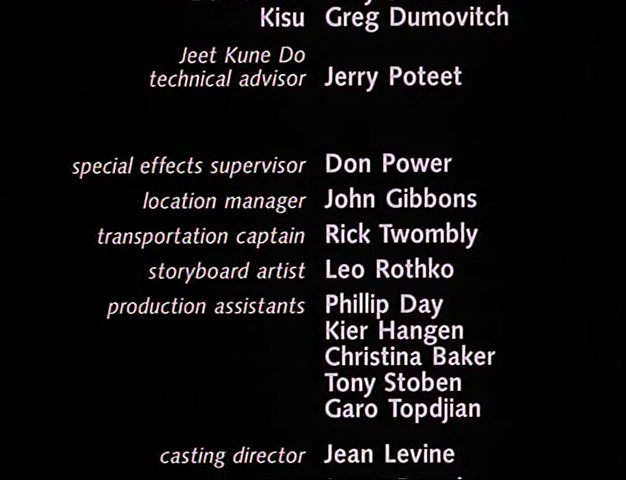 Kisu Greg Dumovitch
Jeet Kune Do
technical advisor Jerry Poteet
special effects supervisor Don Power
location manager John Gibbons
transportation captain Rick Twombly
storyboard artist Leo Rothko
production assistants Phillip Day
Kier Hangen
Christina Baker
Tony Stoben
Garo Topdjian
casting director Jean Levine